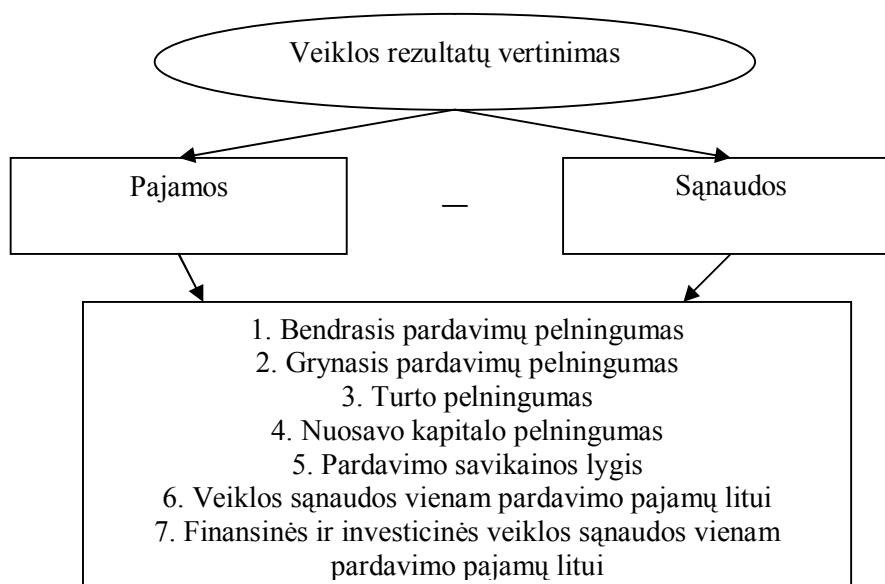 Veiklos rezultatų vertinimas
Pajamos
–
Sąnaudos
1. Bendrasis pardavimų pelningumas
2. Grynasis pardavimų pelningumas
3. Turto pelningumas
4. Nuosavo kapitalo pelningumas
5. Pardavimo savikainos lygis
6. Veiklos sąnaudos vienam pardavimo pajamų litui
7. Finansinės ir investicinės veiklos sąnaudos vienam
pardavimo pajamų litui